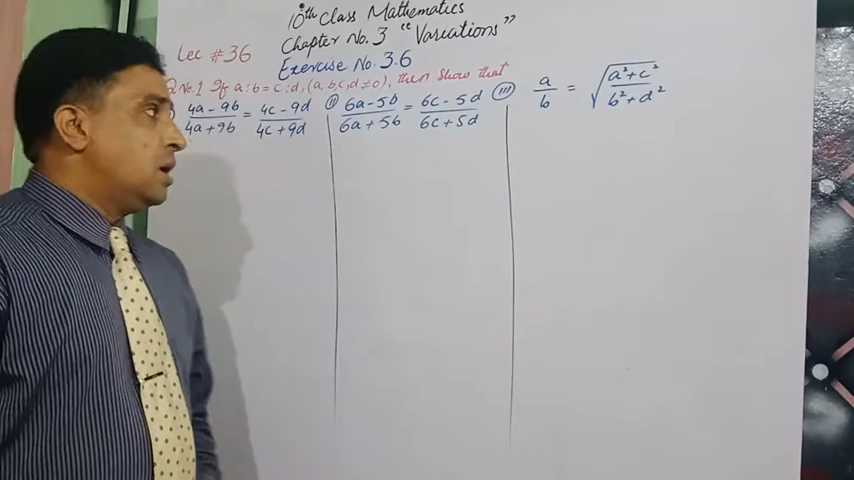 10th Class Mathematics
Chapter No. 3 "Variations"
Lec #36
Exercise No. 3.6
Q No. 1 If a : b = c : d, (a, b, c, d ≠ 0), then show that
(4a - 9b)/(4a + 9b) = (4c - 9d)/(4c + 9d)
(ii) (6a - 5b)/(6a + 5b) = (6c - 5d)/(6c + 5d)
(iii) a/b = √((a² + c²)/(b² + d²))